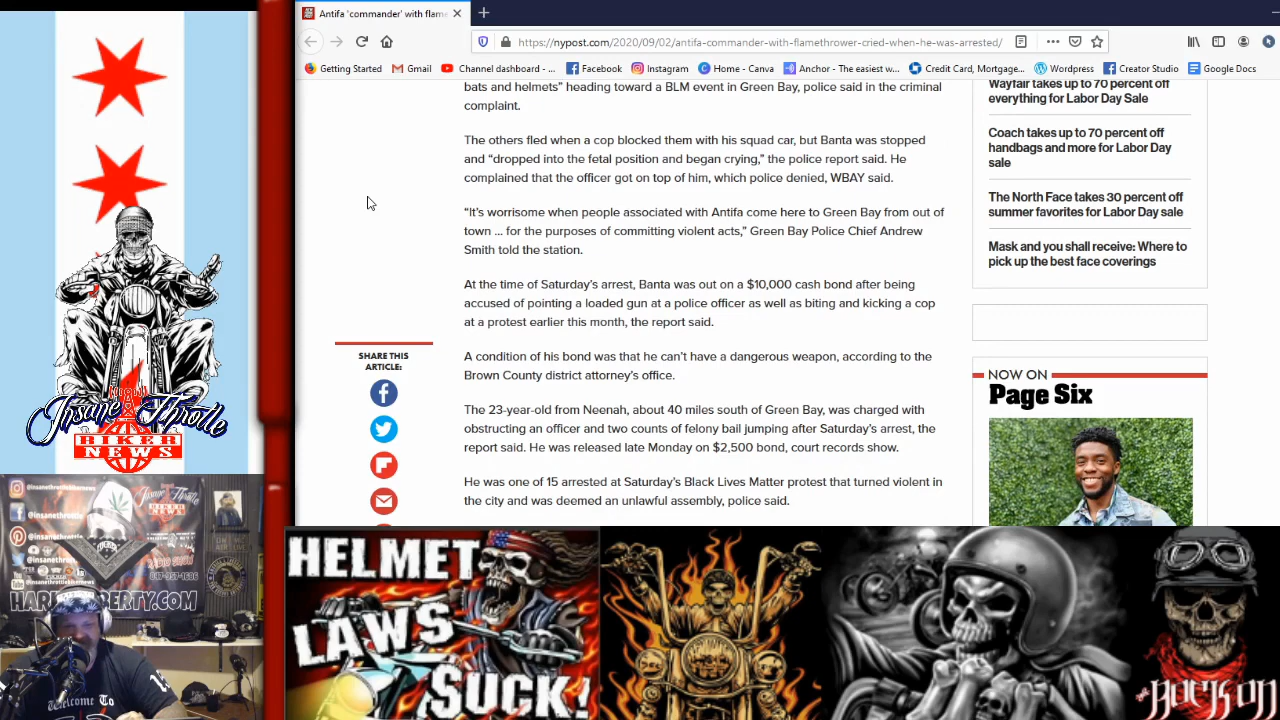 Antifa 'commander' with flame
https://nypost.com/2020/09/02/antifa-commander-with-flamethrower-cried-when-he-was-arrested/
Getting Started
Gmail
Channel dashboard - ...
Facebook
Instagram
Home - Canva
Anchor - The easiest w...
Credit Card, Mortgage...
Wordpress
Creator Studio
Google Docs
bats and helmets” heading toward a BLM event in Green Bay, police said in the criminal
complaint.
The others fled when a cop blocked them with his squad car, but Banta was stopped
and “dropped into the fetal position and began crying,” the police report said. He
complained that the officer got on top of him, which police denied, WBAY said.
“It’s worrisome when people associated with Antifa come here to Green Bay from out of
town … for the purposes of committing violent acts,” Green Bay Police Chief Andrew
Smith told the station.
At the time of Saturday’s arrest, Banta was out on a $10,000 cash bond after being
accused of pointing a loaded gun at a police officer as well as biting and kicking a cop
at a protest earlier this month, the report said.
A condition of his bond was that he can’t have a dangerous weapon, according to the
Brown County district attorney’s office.
The 23-year-old from Neenah, about 40 miles south of Green Bay, was charged with
obstructing an officer and two counts of felony bail jumping after Saturday’s arrest, the
report said. He was released late Monday on $2,500 bond, court records show.
He was one of 15 arrested at Saturday’s Black Lives Matter protest that turned violent in
the city and was deemed an unlawful assembly, police said.
SHARE THIS
ARTICLE:
Wayfair takes up to 70 percent off
everything for Labor Day Sale
Coach takes up to 70 percent off
handbags and more for Labor Day
sale
The North Face takes 30 percent off
summer favorites for Labor Day sale
Mask and you shall receive: Where to
pick up the best face coverings
NOW ON
Page Six
Insane Throttle
BIKER
NEWS
@insanethrottlebikernews
@insanethrottle
Insane Throttle
BIKER
NEWS
RADIO SHOW
Welcome To
HELMET
LAWS
SUCK!